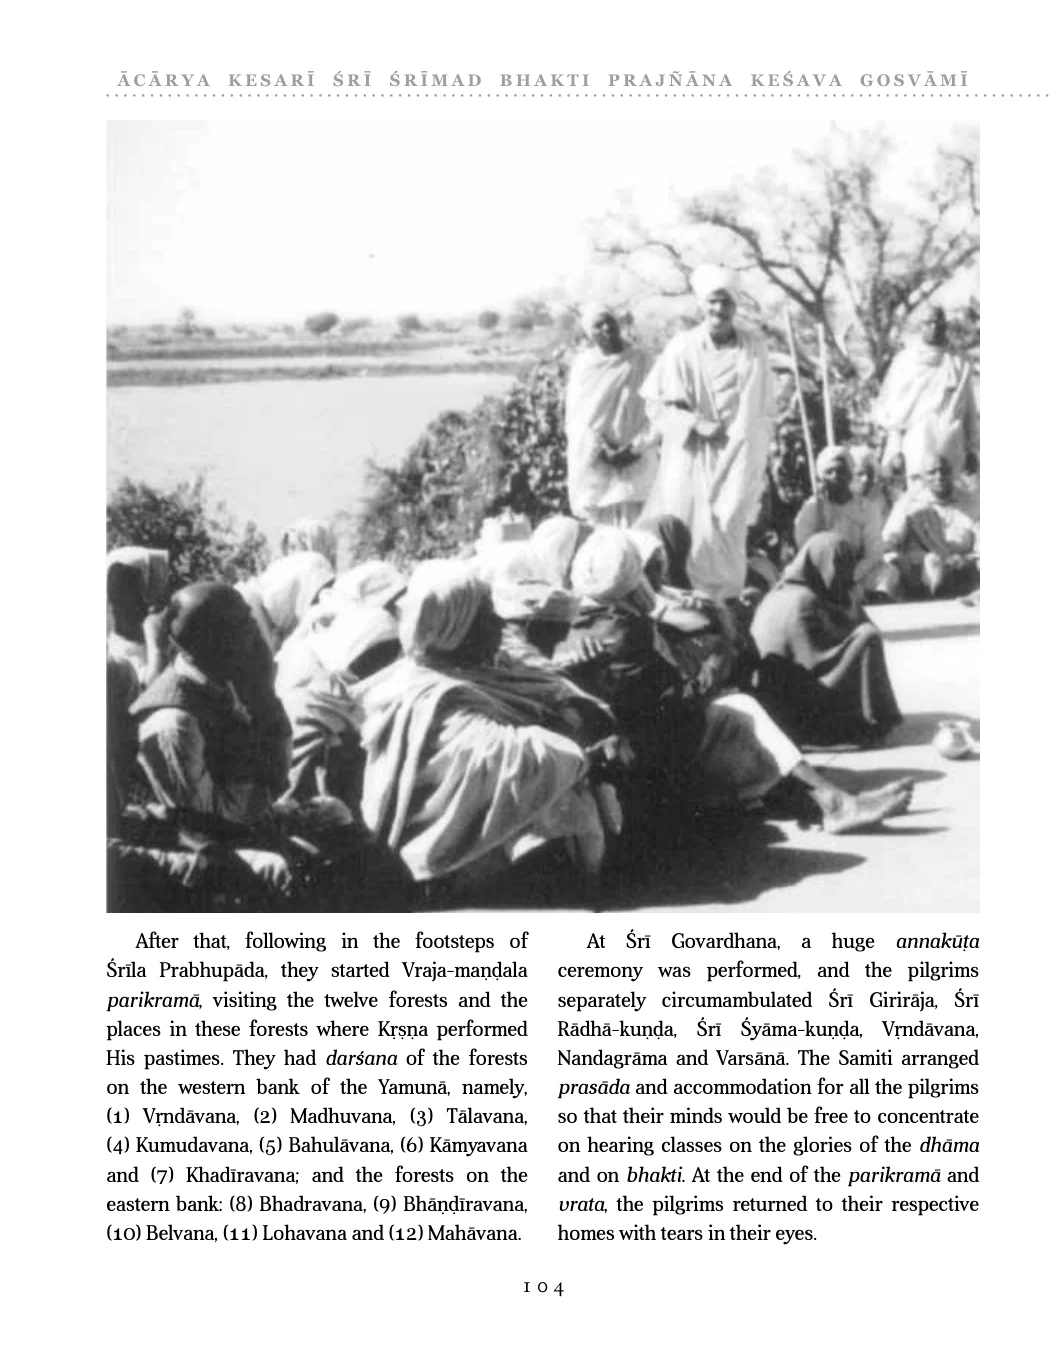 ĀCĀRYA KESARĪ ŚRĪ ŚRĪMAD BHAKTI PRAJÑĀNA KEŚAVA GOSVĀMĪ
After that, following in the footsteps of
Śrīla Prabhupāda, they started Vraja-maṇḍala
parikramā, visiting the twelve forests and the
places in these forests where Kṛṣṇa performed
His pastimes. They had darśana of the forests
on the western bank of the Yamunā, namely,
(1) Vṛndāvana, (2) Madhuvana, (3) Tālavana,
(4) Kumudavana, (5) Bahulāvana, (6) Kāmyavana
and (7) Khadīravana; and the forests on the
eastern bank: (8) Bhadravana, (9) Bhāṇḍīravana,
(10) Belvana, (11) Lohavana and (12) Mahāvana.
At Śrī Govardhana, a huge annakūṭa
ceremony was performed, and the pilgrims
separately circumambulated Śrī Girirāja, Śrī
Rādhā-kuṇḍa, Śrī Śyāma-kuṇḍa, Vṛndāvana,
Nandagrāma and Varsānā. The Samiti arranged
prasāda and accommodation for all the pilgrims
so that their minds would be free to concentrate
on hearing classes on the glories of the dhāma
and on bhakti. At the end of the parikramā and
vrata, the pilgrims returned to their respective
homes with tears in their eyes.
104